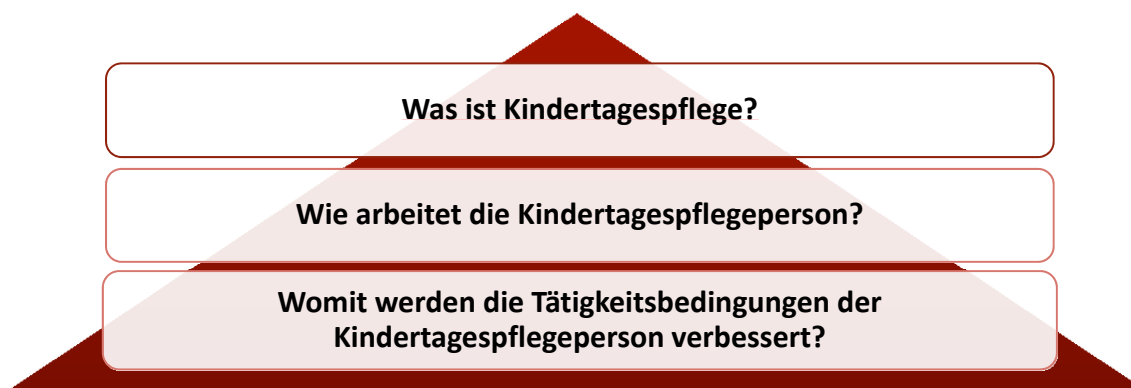 Was ist Kindertagespflege?
Wie arbeitet die Kindertagespflegeperson?
Womit werden die Tätigkeitsbedingungen der
Kindertagespflegeperson verbessert?